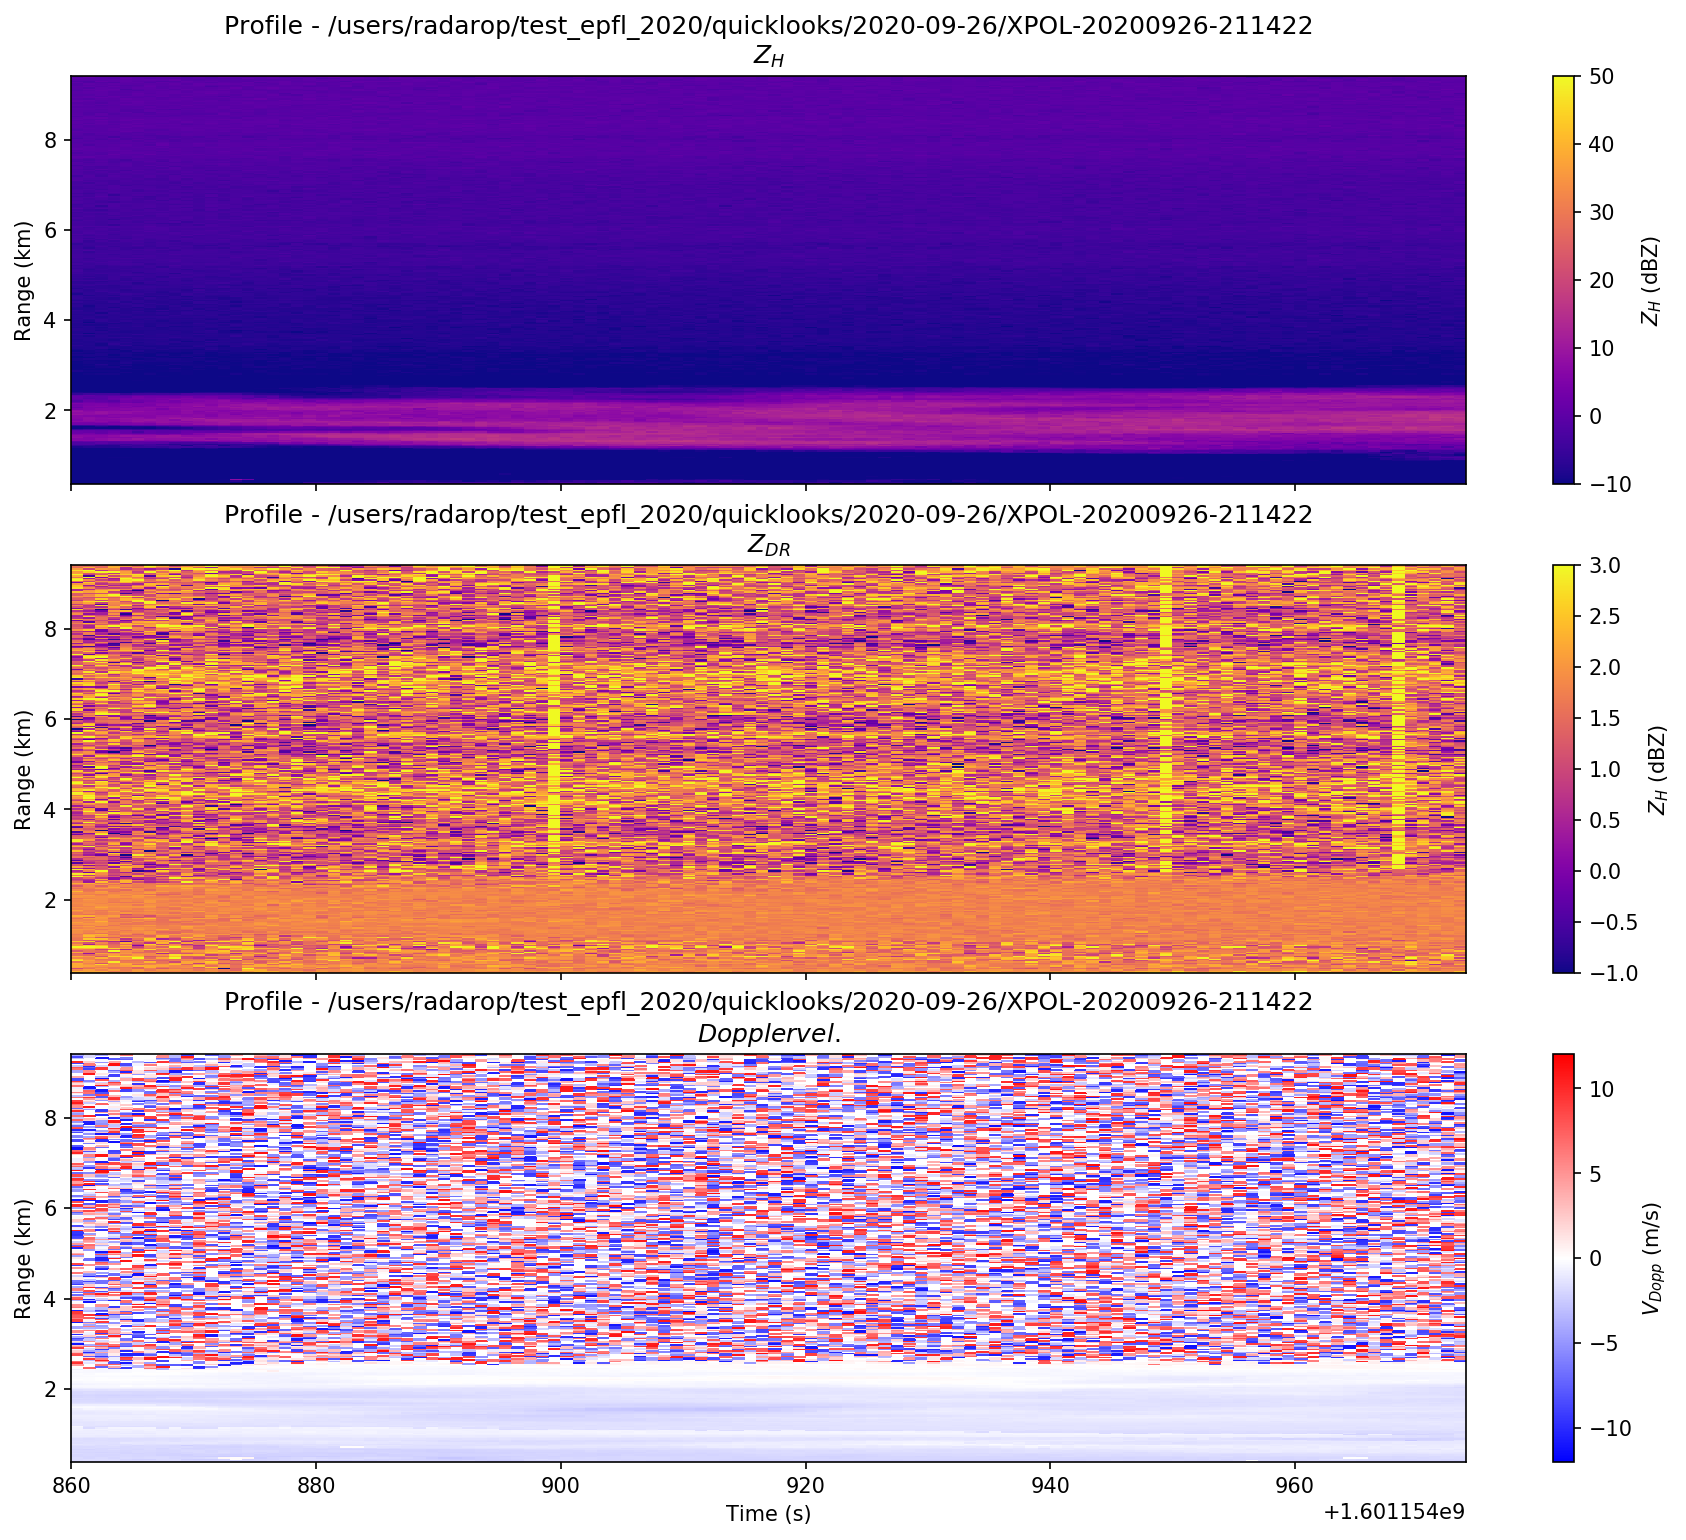 Profile - /users/radarop/test_epfl_2020/quicklooks/2020-09-26/XPOL-20200926-211422
Z_H
Range (km)
8
6
4
2
50
40
30
20
10
0
−10
Z_H (dBZ)
Profile - /users/radarop/test_epfl_2020/quicklooks/2020-09-26/XPOL-20200926-211422
Z_DR
Range (km)
8
6
4
2
3.0
2.5
2.0
1.5
1.0
0.5
0.0
−0.5
−1.0
Z_H (dBZ)
Profile - /users/radarop/test_epfl_2020/quicklooks/2020-09-26/XPOL-20200926-211422
Dopplervel.
Range (km)
8
6
4
2
10
5
0
−5
−10
V_Dopp (m/s)
860 880 900 920 940 960
Time (s)
+1.601154e9